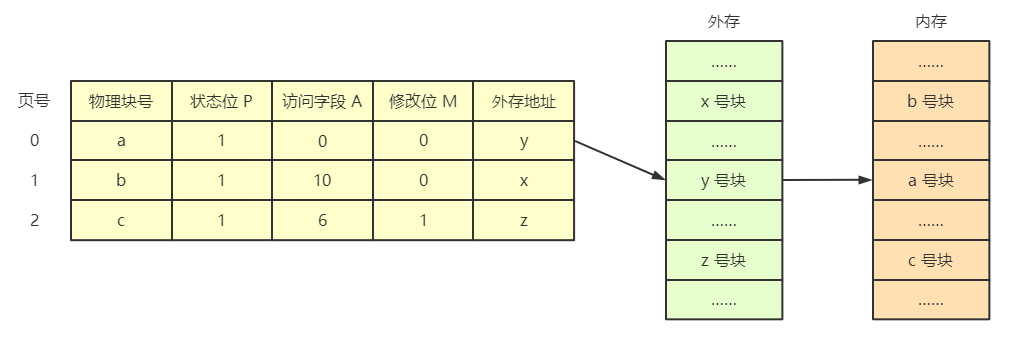 外存 内存
页号 物理块号 状态位 P 访问字段 A 修改位 M 外存地址
0 a 1 0 0 y
1 b 1 10 0 x
2 c 1 6 1 z
......
x 号块
......
y 号块
......
z 号块
......
......
b 号块
......
a 号块
......
c 号块
......